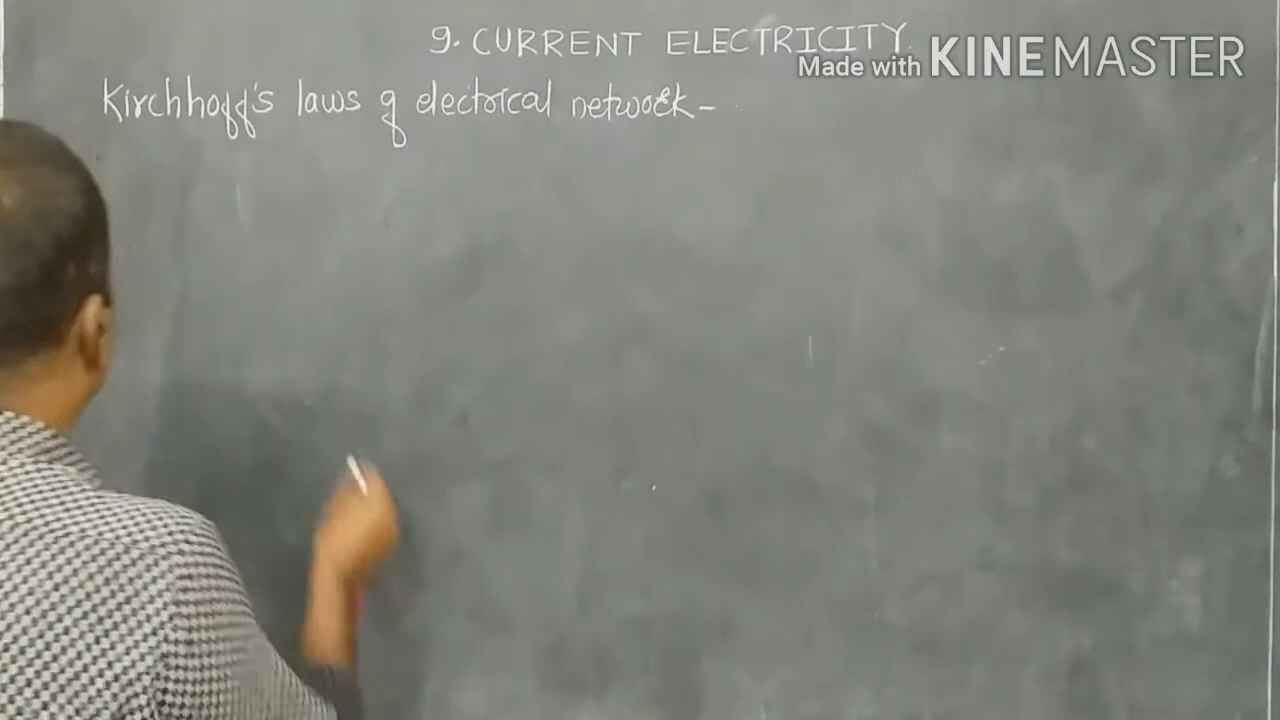 9. CURRENT ELECTRICITY
Made with KINEMASTER
Kirchhoff's laws of electrical network -